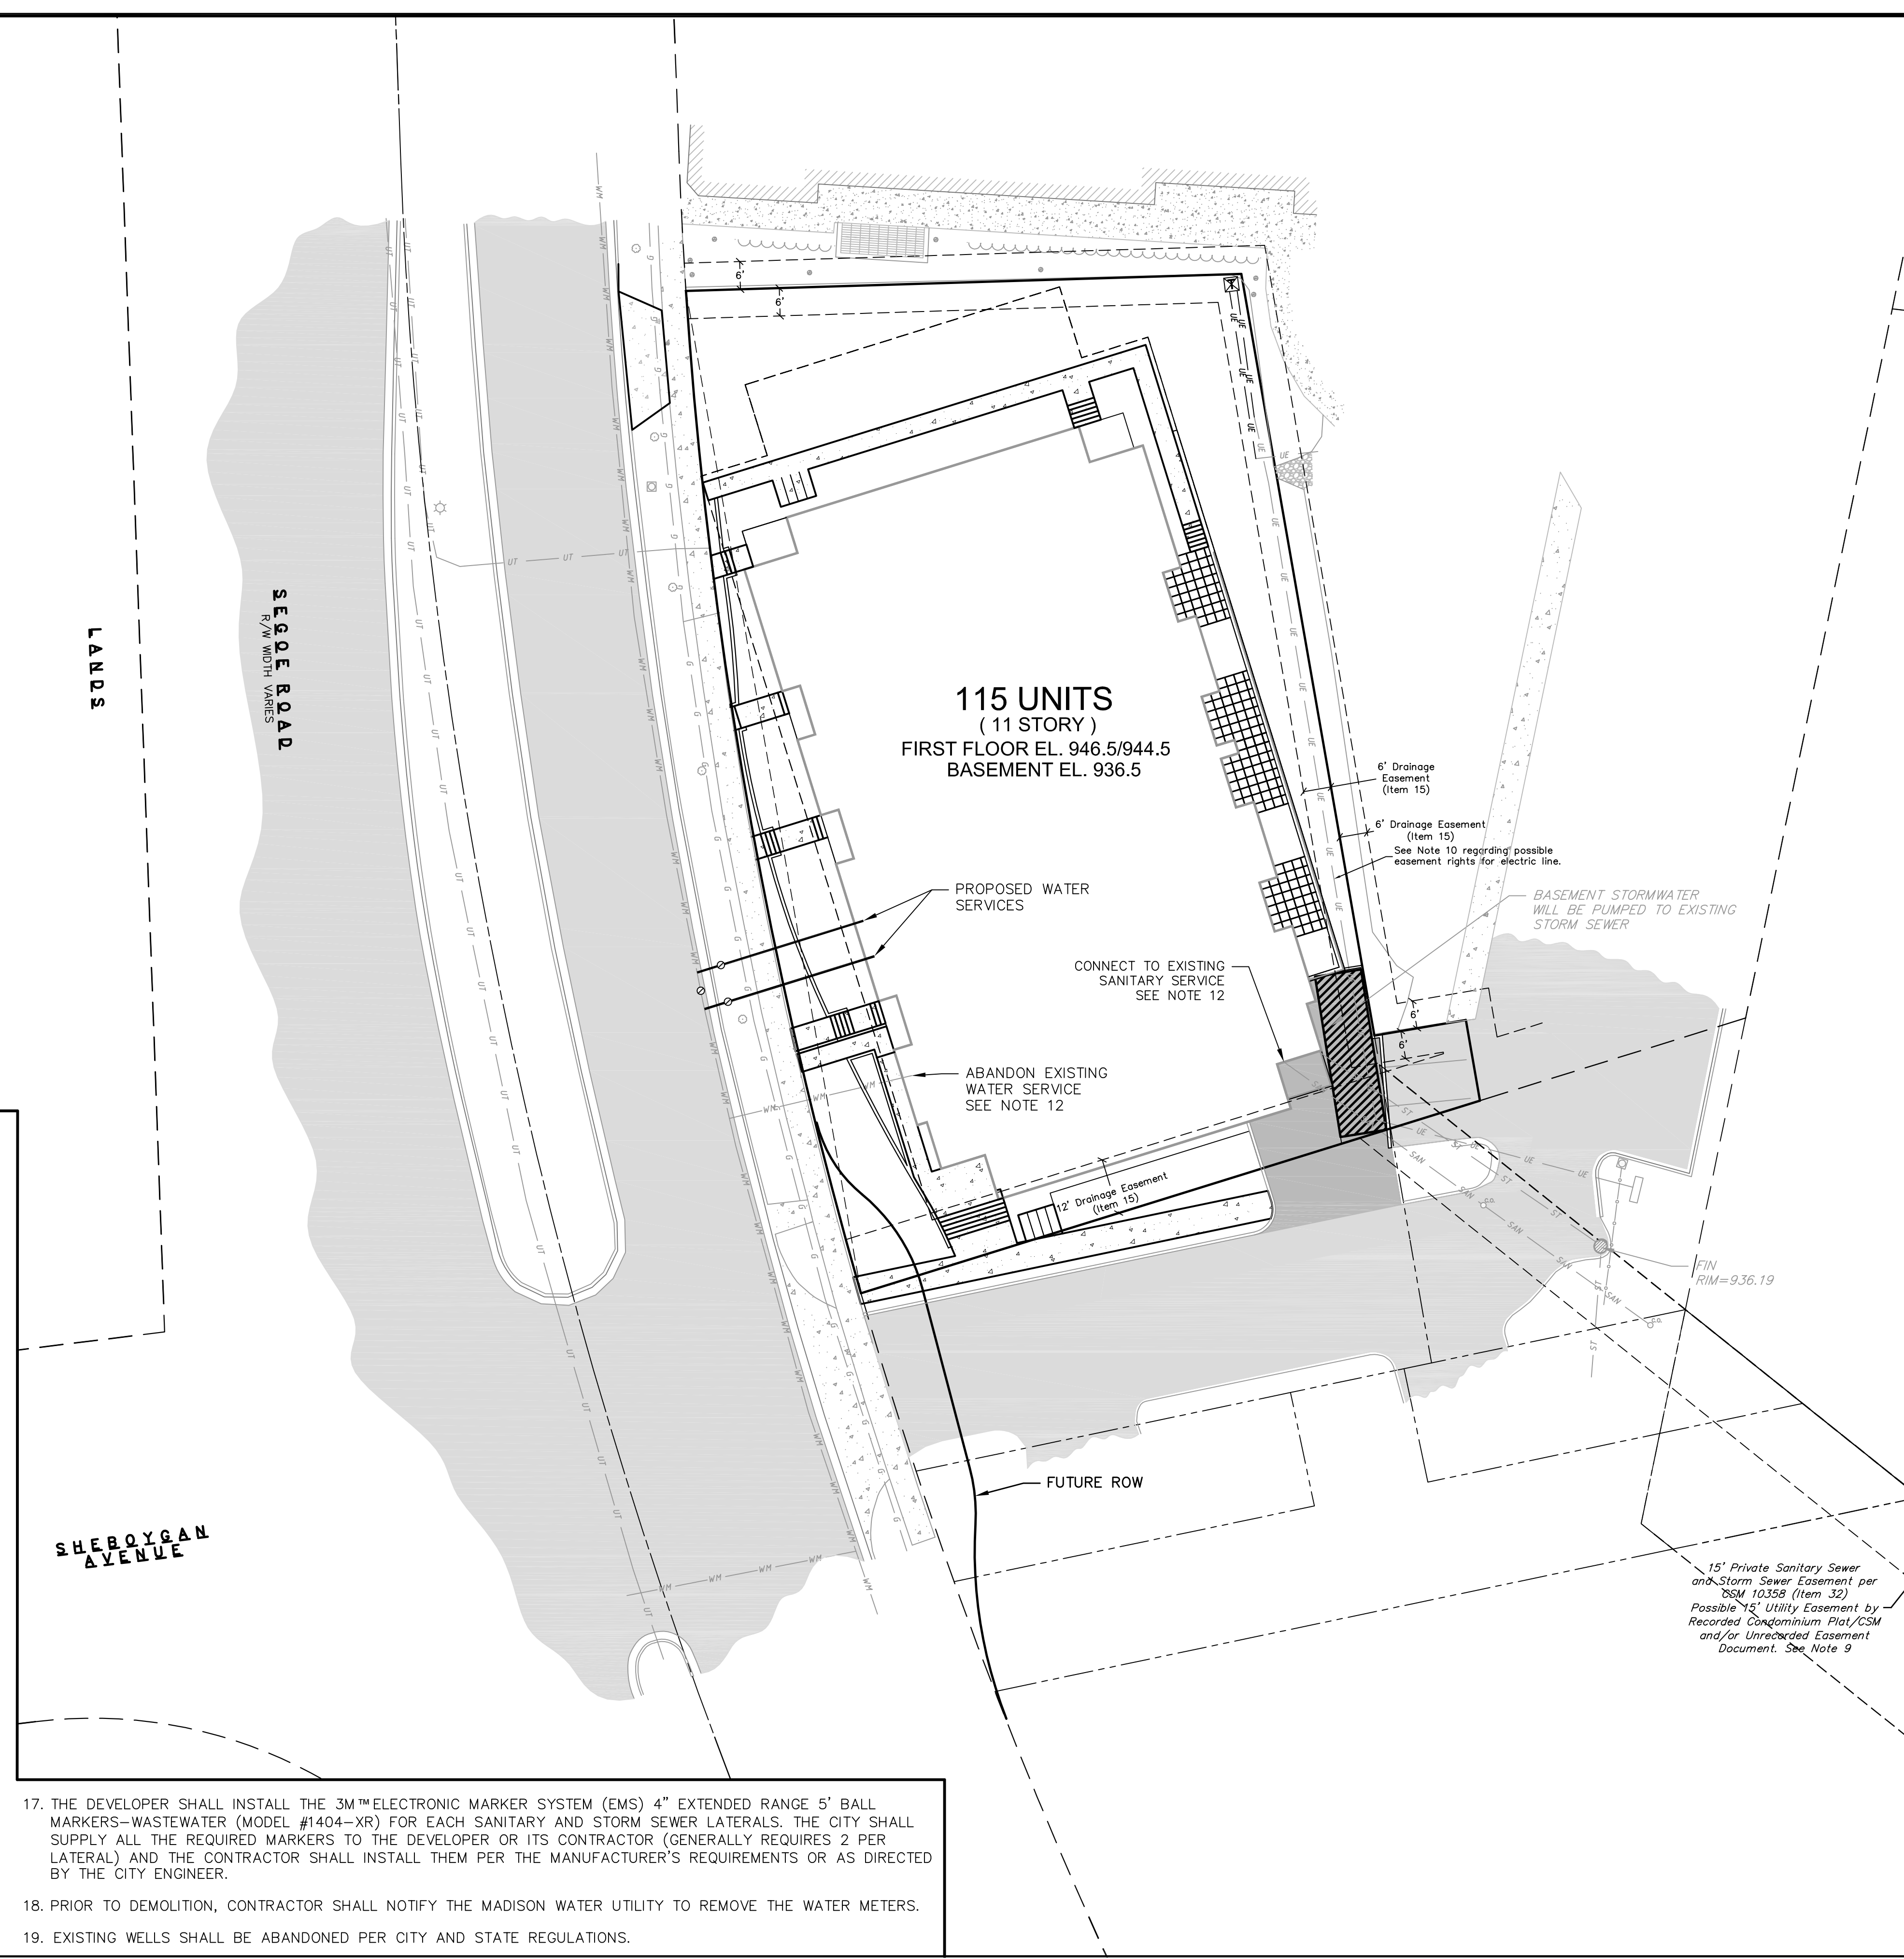 LANDS
SEGOE ROAD
R/W WIDTH VARIES
SHEBOYGAN
AVENUE
6'
6'
115 UNITS
( 11 STORY )
FIRST FLOOR EL. 946.5/944.5
BASEMENT EL. 936.5
6' Drainage
Easement
(Item 15)
6' Drainage Easement
(Item 15)
See Note 10 regarding possible
easement rights for electric line.
PROPOSED WATER
SERVICES
BASEMENT STORMWATER
WILL BE PUMPED TO EXISTING
STORM SEWER
CONNECT TO EXISTING
SANITARY SERVICE
SEE NOTE 12
6'
6'
ABANDON EXISTING
WATER SERVICE
SEE NOTE 12
12' Drainage Easement
(Item 15)
FIN
RIM=936.19
FUTURE ROW
15' Private Sanitary Sewer
and Storm Sewer Easement per
CSM 10358 (Item 32)
Possible 15' Utility Easement by
Recorded Condominium Plat/CSM
and/or Unrecorded Easement
Document. See Note 9
17. THE DEVELOPER SHALL INSTALL THE 3M™ ELECTRONIC MARKER SYSTEM (EMS) 4" EXTENDED RANGE 5' BALL
MARKERS-WASTEWATER (MODEL #1404-XR) FOR EACH SANITARY AND STORM SEWER LATERALS. THE CITY SHALL
SUPPLY ALL THE REQUIRED MARKERS TO THE DEVELOPER OR ITS CONTRACTOR (GENERALLY REQUIRES 2 PER
LATERAL) AND THE CONTRACTOR SHALL INSTALL THEM PER THE MANUFACTURER'S REQUIREMENTS OR AS DIRECTED
BY THE CITY ENGINEER.
18. PRIOR TO DEMOLITION, CONTRACTOR SHALL NOTIFY THE MADISON WATER UTILITY TO REMOVE THE WATER METERS.
19. EXISTING WELLS SHALL BE ABANDONED PER CITY AND STATE REGULATIONS.